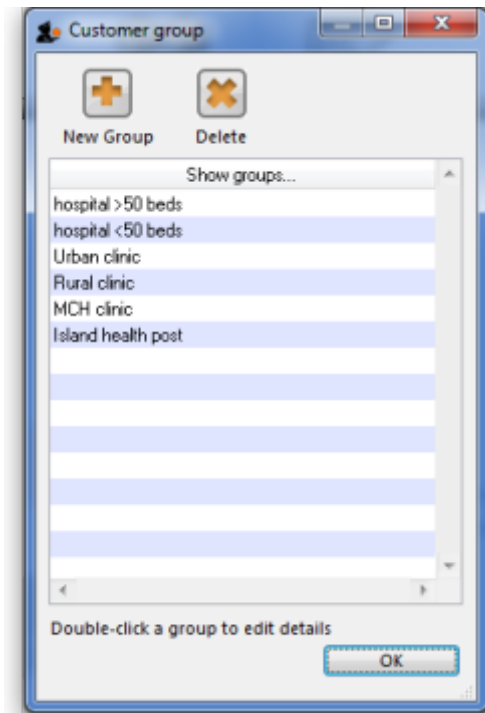 Customer group
New Group Delete
Show groups...
hospital >50 beds
hospital <50 beds
Urban clinic
Rural clinic
MCH clinic
Island health post
Double-click a group to edit details
OK